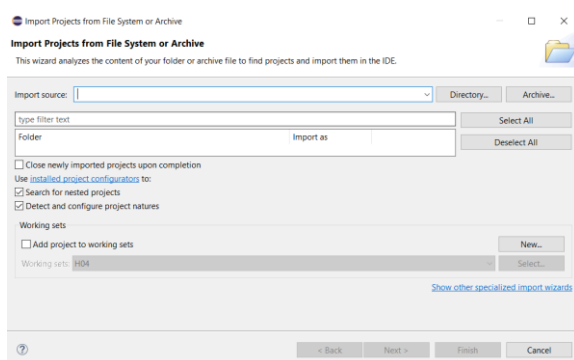 Import Projects from File System or Archive
Import Projects from File System or Archive
This wizard analyzes the content of your folder or archive file to find projects and import them in the IDE.
Import source: Directory... Archive...
type filter text Select All
Folder Import as Deselect All
Close newly imported projects upon completion
Use installed project configurators to:
Search for nested projects
Detect and configure project natures
Working sets
Add project to working sets New...
Working sets: H04 Select...
Show other specialized import wizards
? < Back Next > Finish Cancel